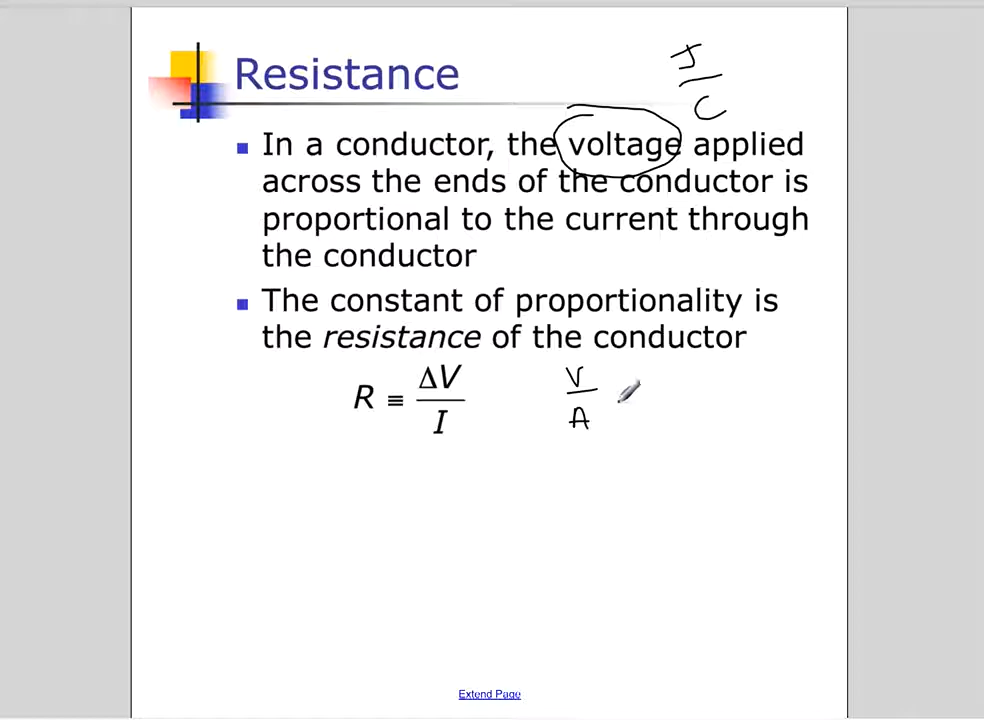 Resistance
J
C
In a conductor, the voltage applied
across the ends of the conductor is
proportional to the current through
the conductor
The constant of proportionality is
the resistance of the conductor
R ≡ ΔV / I
V
A
Extend Page